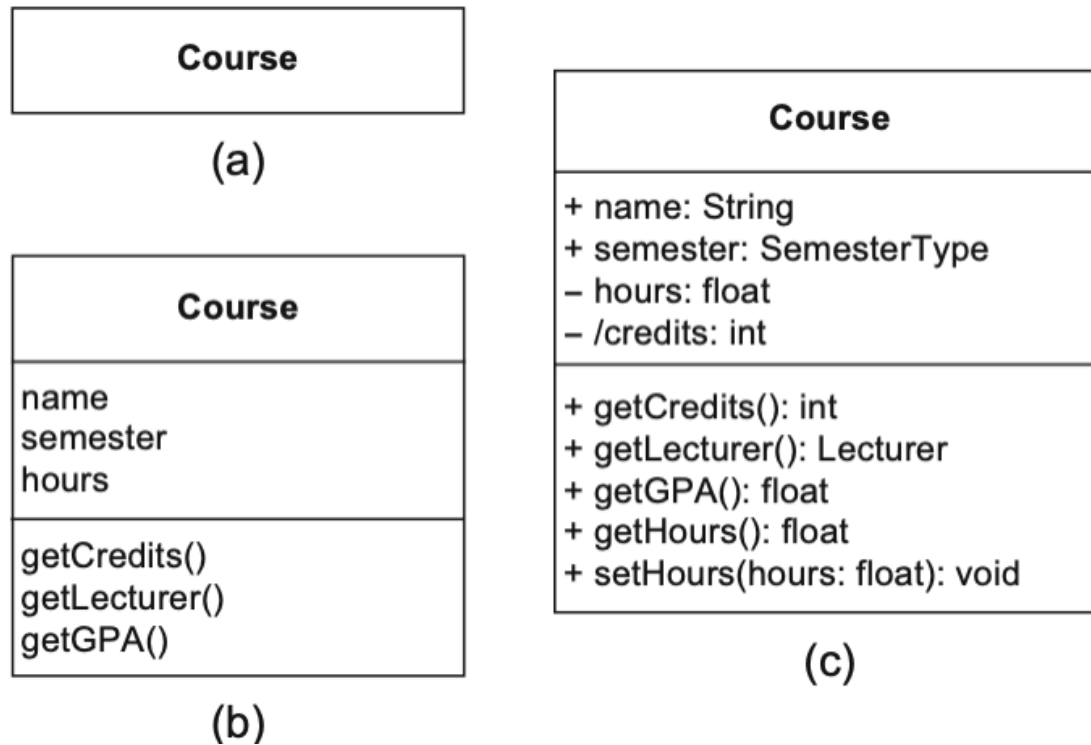 Course
(a)
Course
name
semester
hours
getCredits()
getLecturer()
getGPA()
(b)
Course
+ name: String
+ semester: SemesterType
– hours: float
– /credits: int
+ getCredits(): int
+ getLecturer(): Lecturer
+ getGPA(): float
+ getHours(): float
+ setHours(hours: float): void
(c)